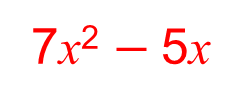 7x² – 5x